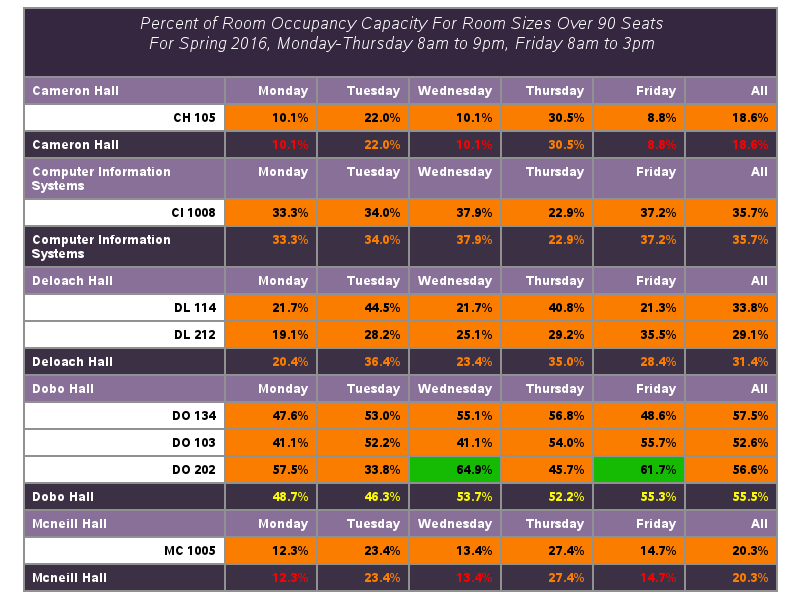 Percent of Room Occupancy Capacity For Room Sizes Over 90 Seats
For Spring 2016, Monday-Thursday 8am to 9pm, Friday 8am to 3pm
Cameron Hall Monday Tuesday Wednesday Thursday Friday All
CH 105 10.1% 22.0% 10.1% 30.5% 8.8% 18.6%
Cameron Hall 10.1% 22.0% 10.1% 30.5% 8.8% 18.6%
Computer Information Monday Tuesday Wednesday Thursday Friday All
Systems
CI 1008 33.3% 34.0% 37.9% 22.9% 37.2% 35.7%
Computer Information 33.3% 34.0% 37.9% 22.9% 37.2% 35.7%
Systems
Deloach Hall Monday Tuesday Wednesday Thursday Friday All
DL 114 21.7% 44.5% 21.7% 40.8% 21.3% 33.8%
DL 212 19.1% 28.2% 25.1% 29.2% 35.5% 29.1%
Deloach Hall 20.4% 36.4% 23.4% 35.0% 28.4% 31.4%
Dobo Hall Monday Tuesday Wednesday Thursday Friday All
DO 134 47.6% 53.0% 55.1% 56.8% 48.6% 57.5%
DO 103 41.1% 52.2% 41.1% 54.0% 55.7% 52.6%
DO 202 57.5% 33.8% 64.9% 45.7% 61.7% 56.6%
Dobo Hall 48.7% 46.3% 53.7% 52.2% 55.3% 55.5%
Mcneill Hall Monday Tuesday Wednesday Thursday Friday All
MC 1005 12.3% 23.4% 13.4% 27.4% 14.7% 20.3%
Mcneill Hall 12.3% 23.4% 13.4% 27.4% 14.7% 20.3%